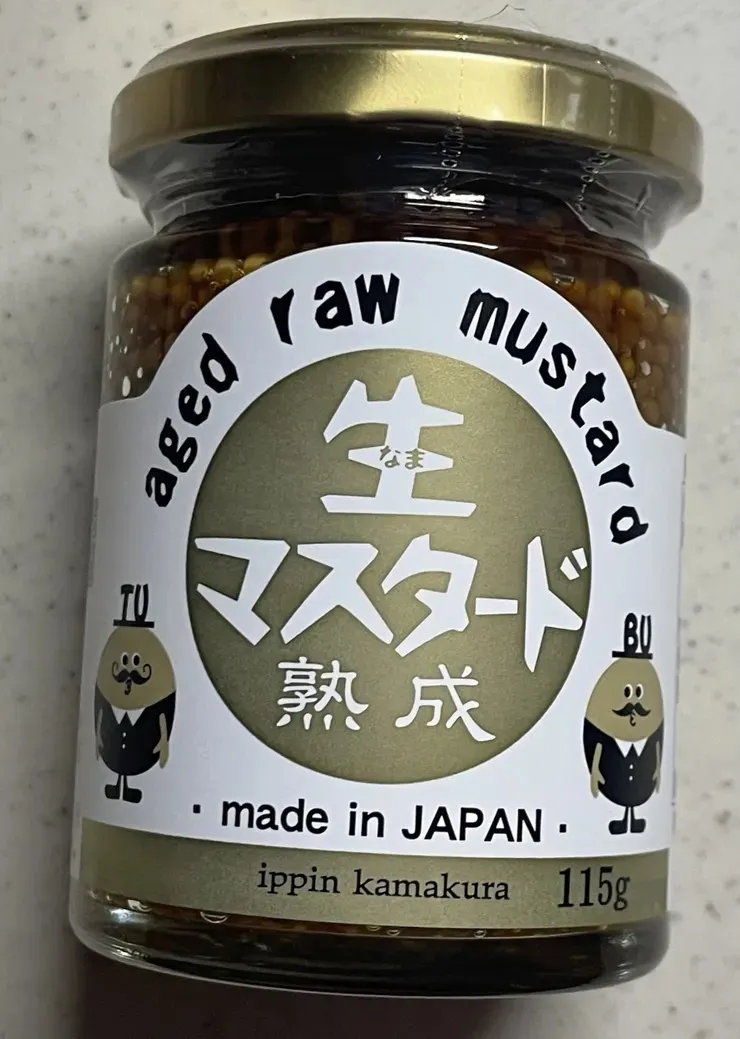 aged raw mustard
生
なま
マスタード
熟成
TU
BU
· made in JAPAN ·
ippin kamakura 115g